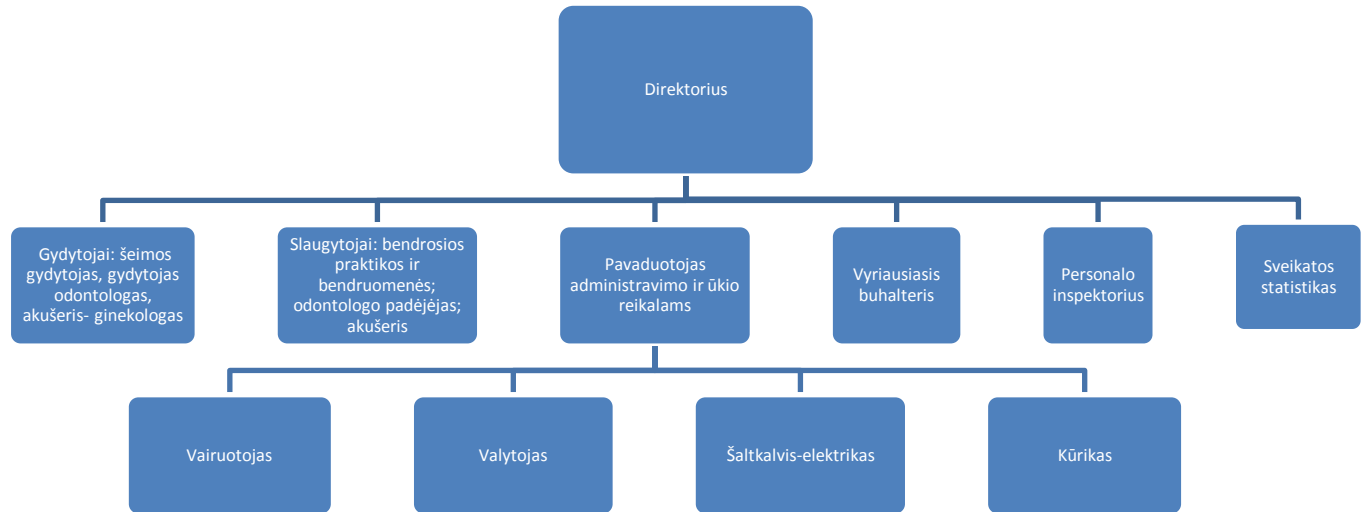 Direktorius
Gydytojai: šeimos
gydytojas, gydytojas
odontologas,
akušeris- ginekologas
Slaugytojai: bendrosios
praktikos ir
bendruomenės;
odontologo padėjėjas;
akušeris
Pavaduotojas
administravimo ir ūkio
reikalams
Vyriausiasis
buhalteris
Personalo
inspektorius
Sveikatos
statistikas
Vairuotojas
Valytojas
Šaltkalvis-elektrikas
Kūrikas